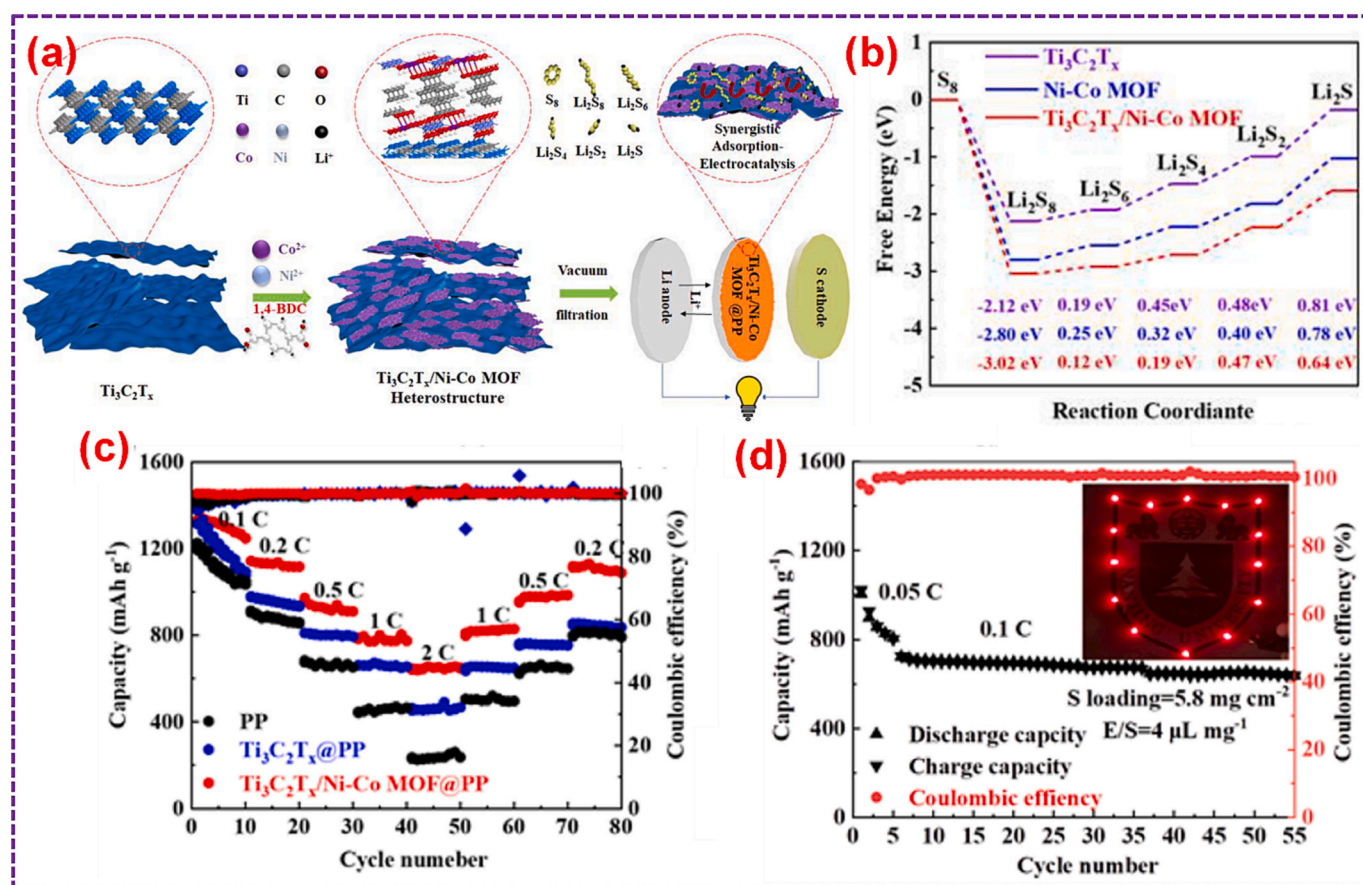 (a)
Ti C O
Co Ni Li⁺
S₈ Li₂S₈ Li₂S₆
Li₂S₄ Li₂S₂ Li₂S
Synergistic
Adsorption-
Electrocatalysis
Co²⁺
Ni²⁺
1,4-BDC
Vacuum
filtration
Li anode
Li⁺
Ti₃C₂Tₓ/Ni-Co
MOF@PP
S cathode
Ti₃C₂Tₓ
Ti₃C₂Tₓ/Ni-Co MOF
Heterostructure
(b)
Free Energy (eV)
1
0
-1
-2
-3
-4
-5
Ti₃C₂Tₓ
Ni-Co MOF
Ti₃C₂Tₓ/Ni-Co MOF
S₈
Li₂S₈
Li₂S₆
Li₂S₄
Li₂S₂
Li₂S
-2.12 eV 0.19 eV 0.45eV 0.48eV 0.81 eV
-2.80 eV 0.25 eV 0.32 eV 0.40 eV 0.78 eV
-3.02 eV 0.12 eV 0.19 eV 0.47 eV 0.64 eV
Reaction Coordiante
(c)
Capacity (mAh g⁻¹)
1600
1200
800
400
0
0.1 C
0.2 C
0.5 C
1 C
2 C
1 C
0.5 C
0.2 C
PP
Ti₃C₂Tₓ@PP
Ti₃C₂Tₓ/Ni-Co MOF@PP
100
80
60
40
20
0
Coulombic efficiency (%)
0 10 20 30 40 50 60 70 80
Cycle numeber
(d)
Capacity (mAh g⁻¹)
1600
1200
800
400
0
0.05 C
0.1 C
S loading=5.8 mg cm⁻²
E/S=4 μL mg⁻¹
Discharge capcity
Charge capacity
Coulombic effiency
100
80
60
40
20
0
Coulombic efficiency (%)
0 5 10 15 20 25 30 35 40 45 50 55
Cycle number